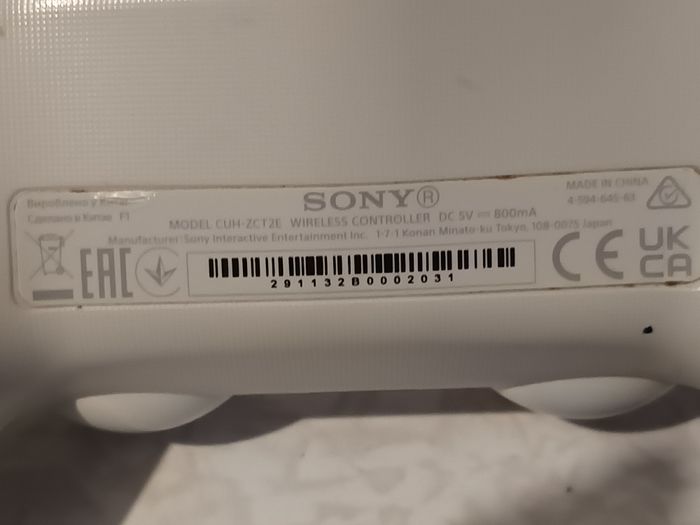 SONY®
MADE IN CHINA
4-594-645-63
Вироблено у
Сделано в Китае F1
MODEL CUH-ZCT2E WIRELESS CONTROLLER DC 5V ⎓ 800mA
Manufacturer: Sony Interactive Entertainment Inc. 1-7-1 Konan Minato-ku Tokyo, 108-0075 Japan
EAC
CE
UK
CA
291132B0002031